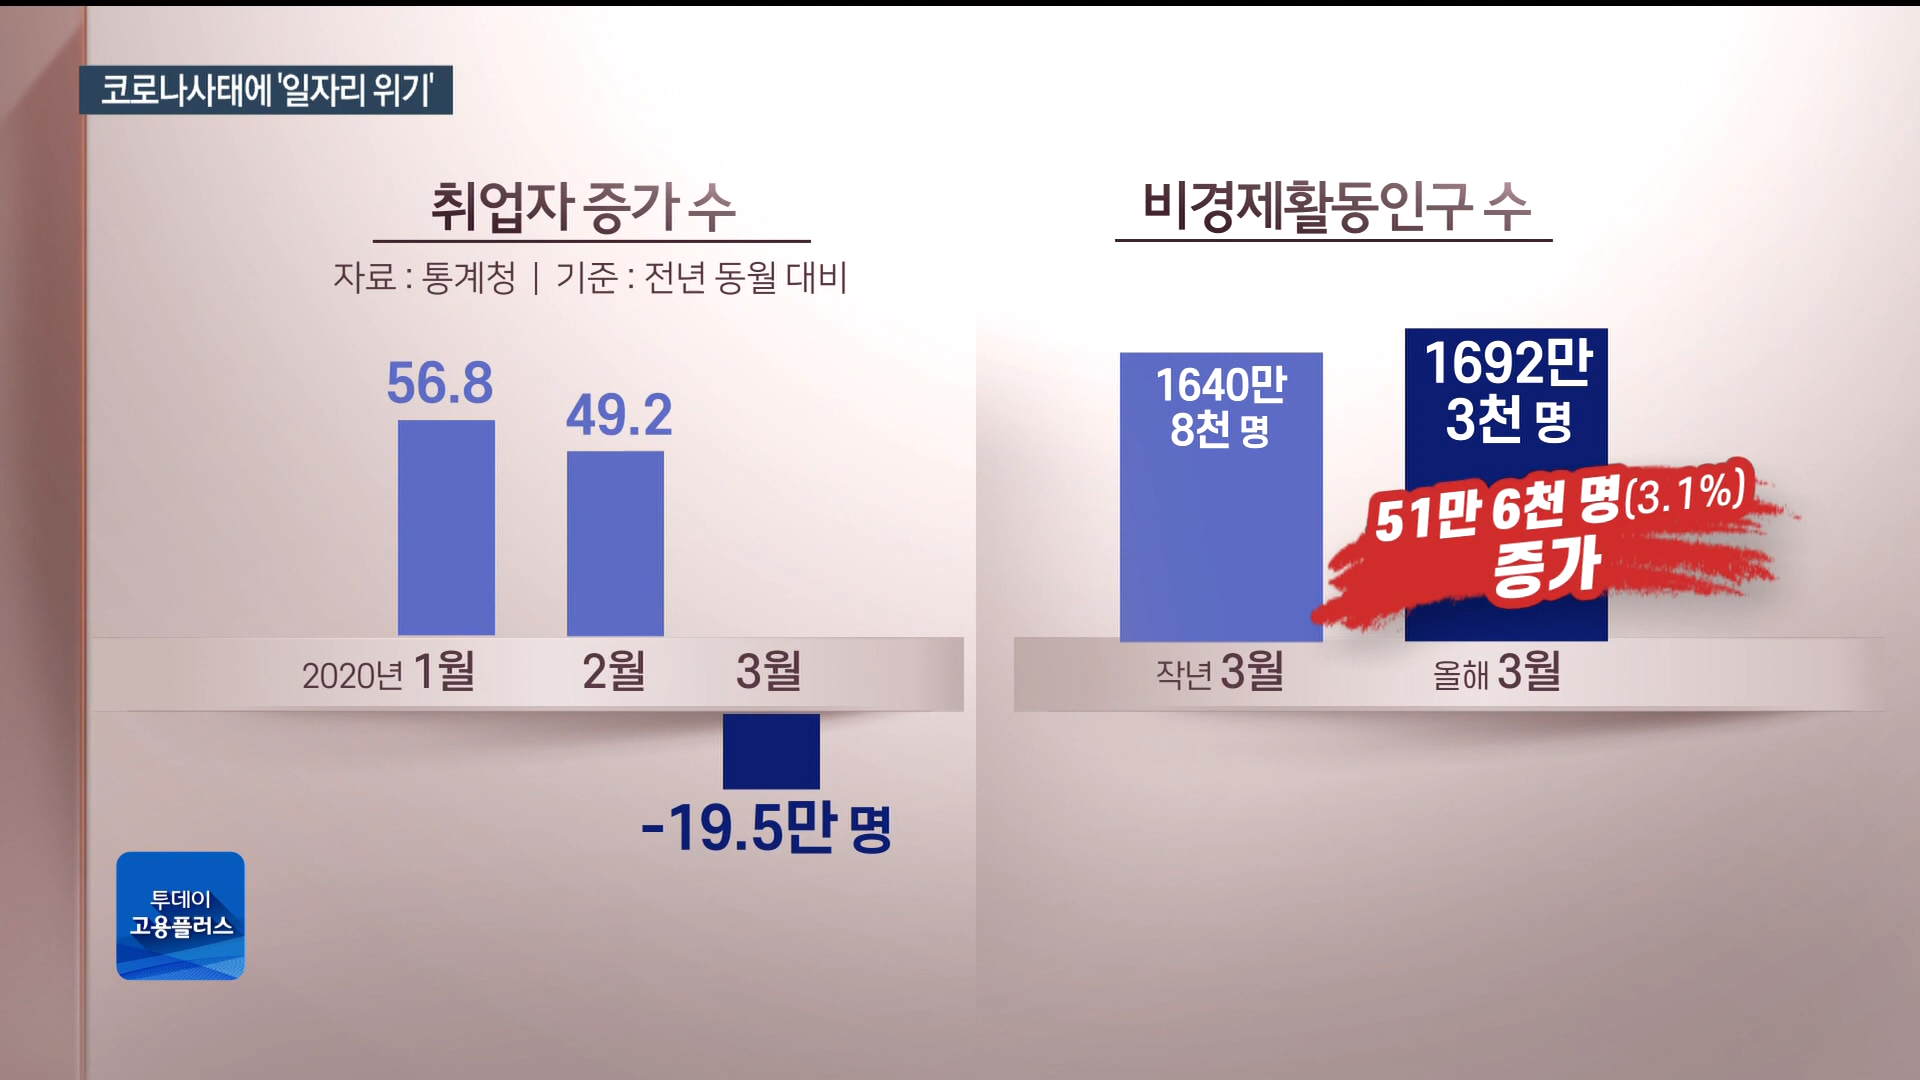 코로나사태에 '일자리 위기'
취업자 증가 수
자료 : 통계청 | 기준 : 전년 동월 대비
56.8
49.2
2020년 1월
2월
3월
-19.5만 명
비경제활동인구 수
1640만
8천 명
1692만
3천 명
51만 6천 명(3.1%)
증가
작년 3월
올해 3월
투데이
고용플러스